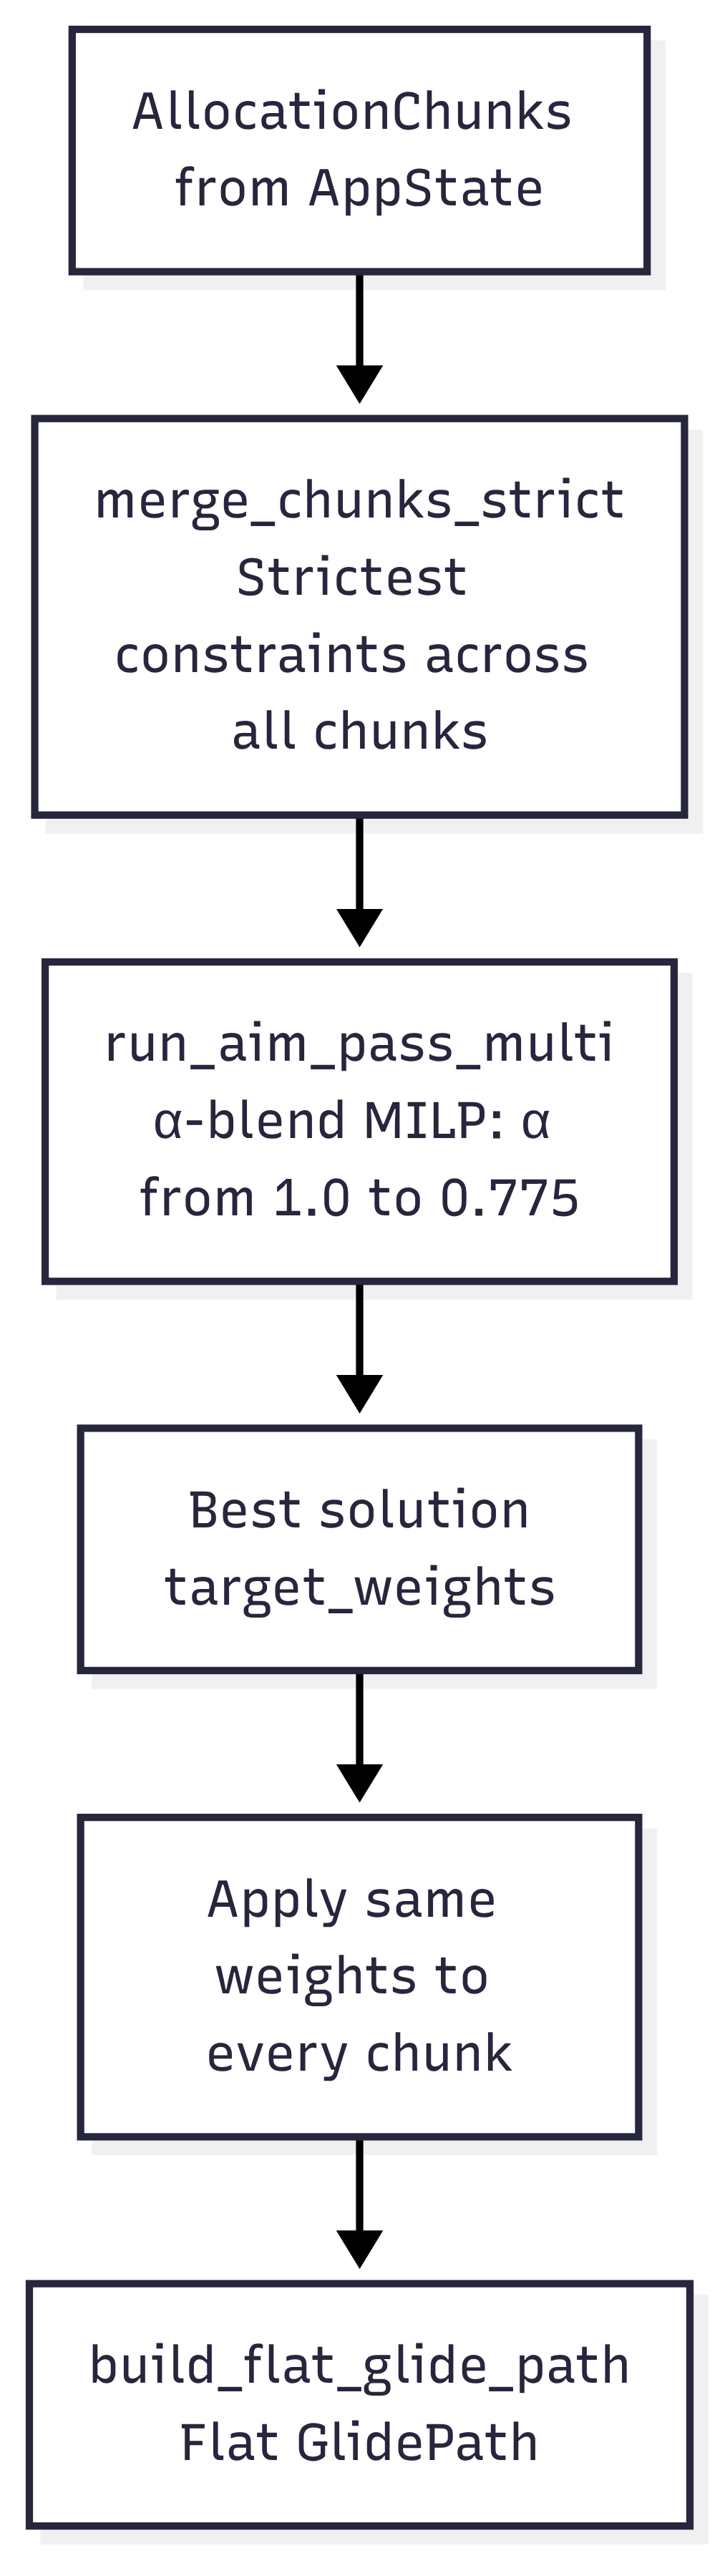 AllocationChunks
from AppState
merge_chunks_strict
Strictest
constraints across
all chunks
run_aim_pass_multi
α-blend MILP: α
from 1.0 to 0.775
Best solution
target_weights
Apply same
weights to
every chunk
build_flat_glide_path
Flat GlidePath